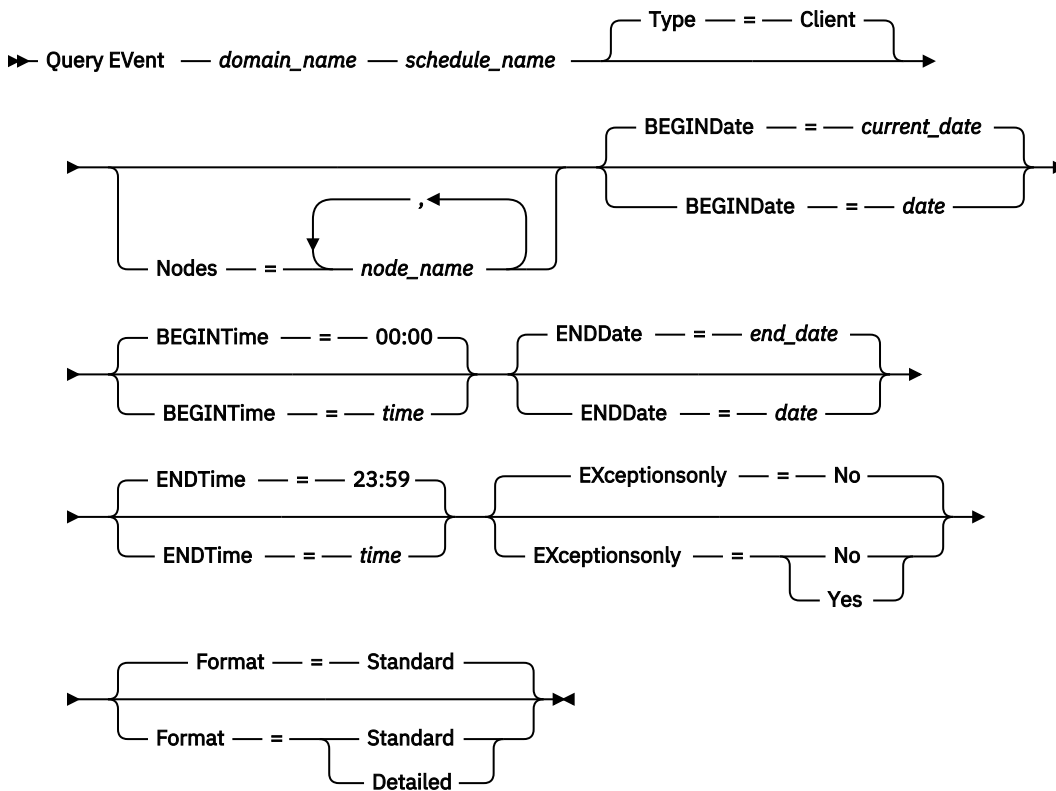 Type = Client
Query EVent domain_name schedule_name
BEGINDate = current_date
BEGINDate = date
,
Nodes = node_name
BEGINTime = 00:00
BEGINTime = time
ENDDate = end_date
ENDDate = date
ENDTime = 23:59
ENDTime = time
EXceptionsonly = No
EXceptionsonly = No
Yes
Format = Standard
Format = Standard
Detailed